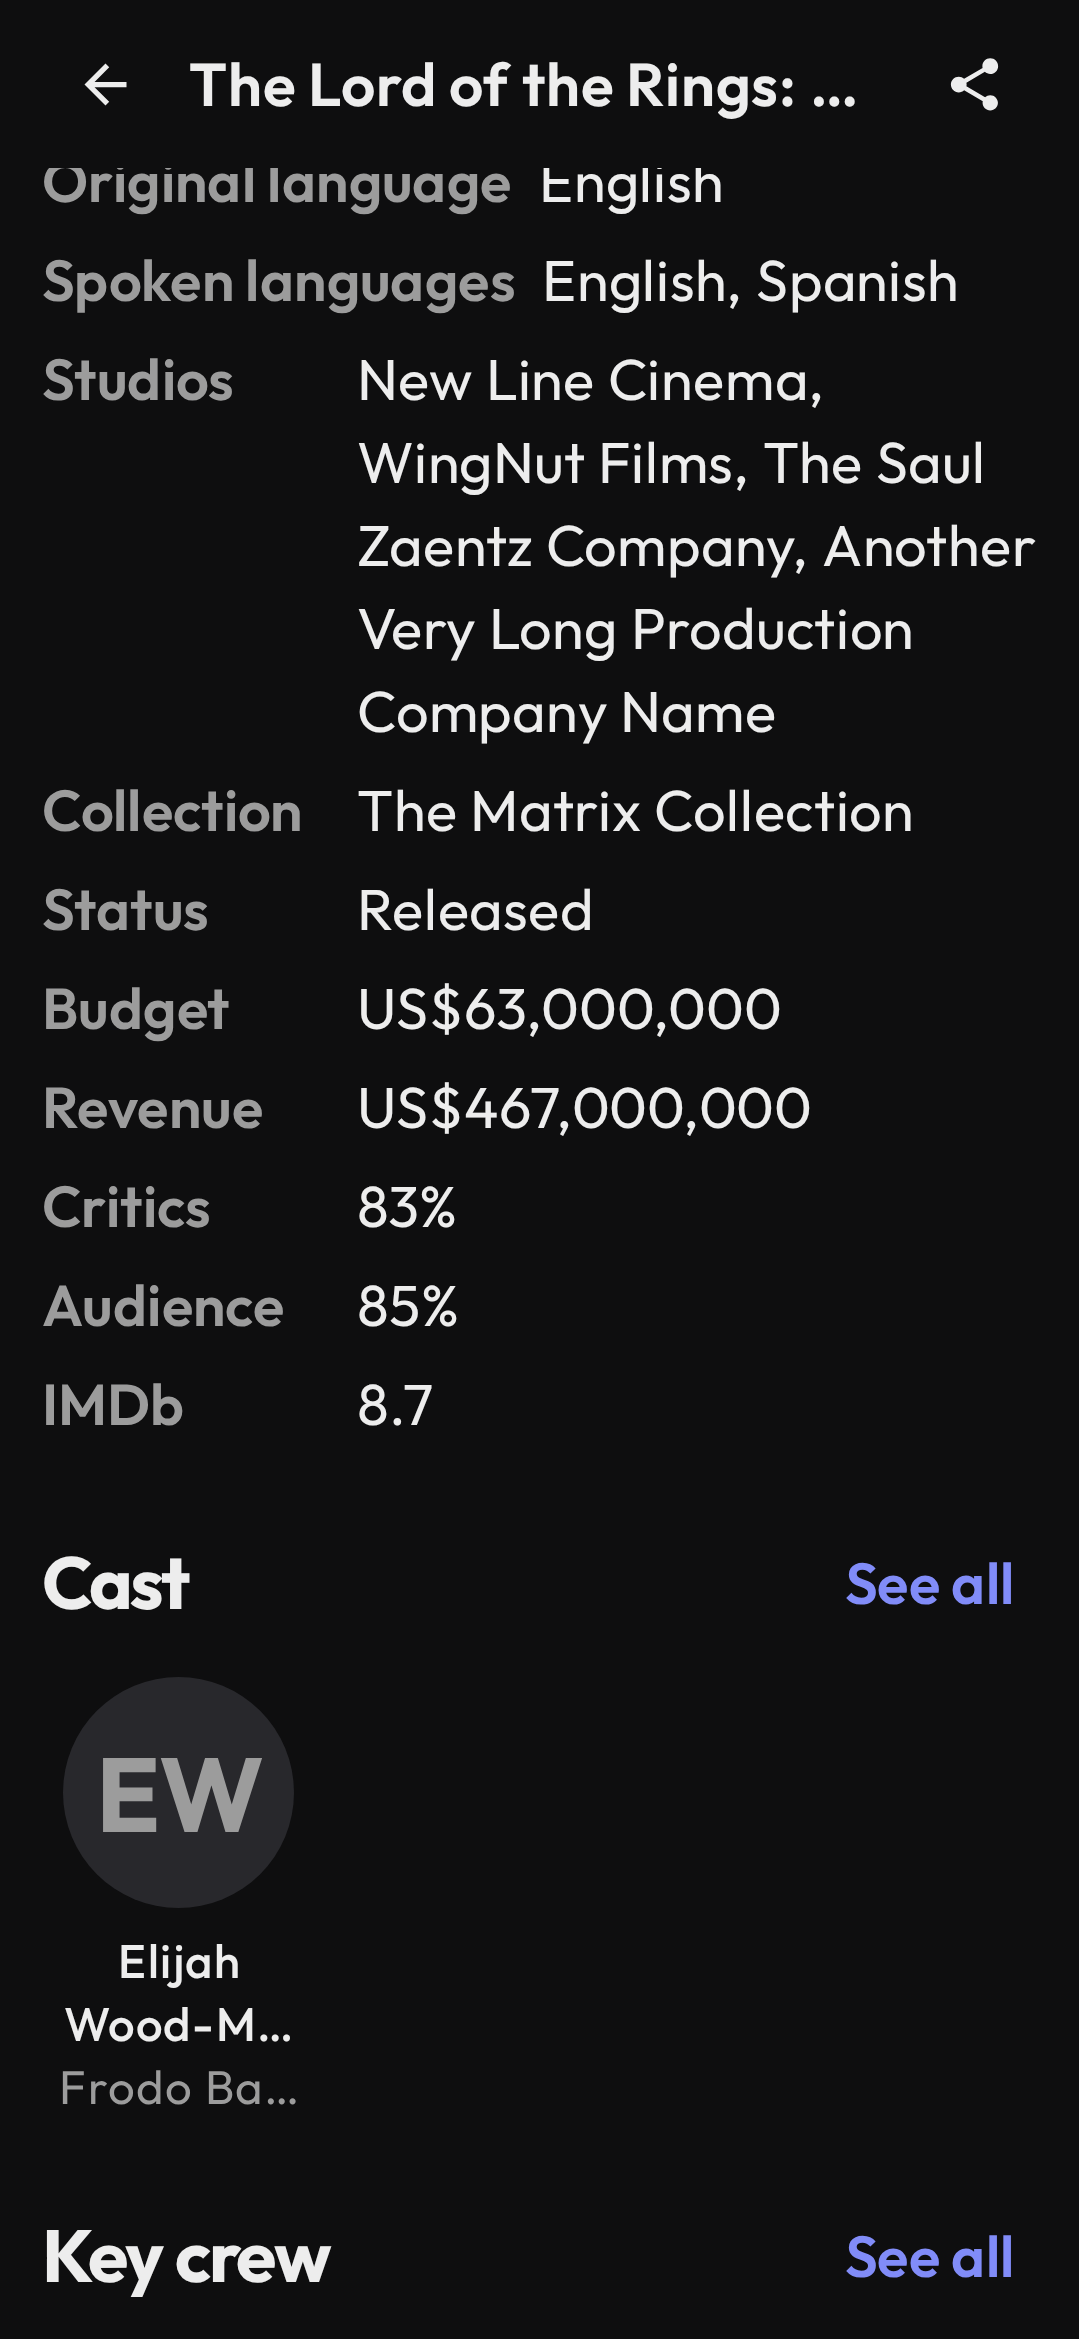 The Lord of the Rings: ...
Original language English
Spoken languages English, Spanish
Studios New Line Cinema,
WingNut Films, The Saul
Zaentz Company, Another
Very Long Production
Company Name
Collection The Matrix Collection
Status Released
Budget US$63,000,000
Revenue US$467,000,000
Critics 83%
Audience 85%
IMDb 8.7
Cast See all
EW
Elijah
Wood-M...
Frodo Ba...
Key crew See all